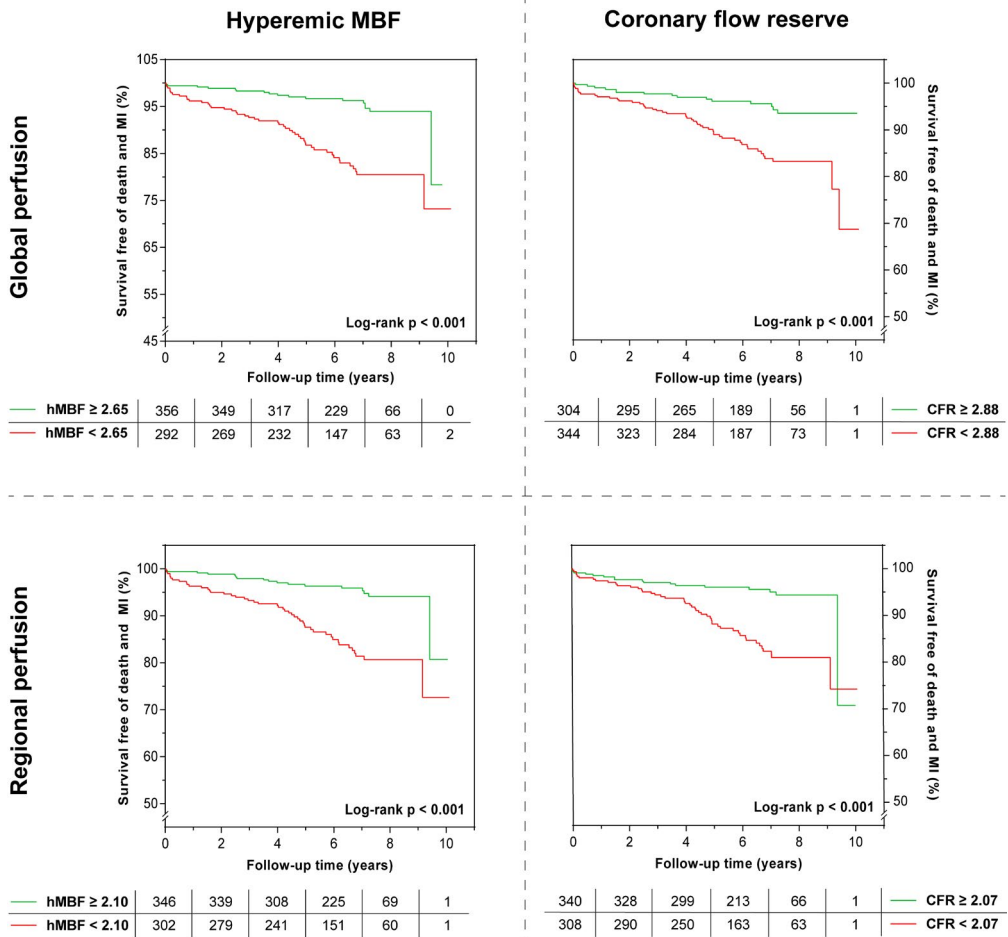 Hyperemic MBF
Coronary flow reserve
Global perfusion
Survival free of death and MI (%)
105
95
85
75
65
55
45
0 2 4 6 8 10
Log-rank p < 0.001
Follow-up time (years)
hMBF ≥ 2.65 356 349 317 229 66 0
hMBF < 2.65 292 269 232 147 63 2
Survival free of death and MI (%)
100
90
80
70
60
50
0 2 4 6 8 10
Log-rank p < 0.001
Follow-up time (years)
304 295 265 189 56 1 CFR ≥ 2.88
344 323 284 187 73 1 CFR < 2.88
Regional perfusion
Survival free of death and MI (%)
100
90
80
70
60
50
0 2 4 6 8 10
Log-rank p < 0.001
Follow-up time (years)
hMBF ≥ 2.10 346 339 308 225 69 1
hMBF < 2.10 302 279 241 151 60 1
Survival free of death and MI (%)
100
90
80
70
60
50
0 2 4 6 8 10
Log-rank p < 0.001
Follow-up time (years)
340 328 299 213 66 1 CFR ≥ 2.07
308 290 250 163 63 1 CFR < 2.07